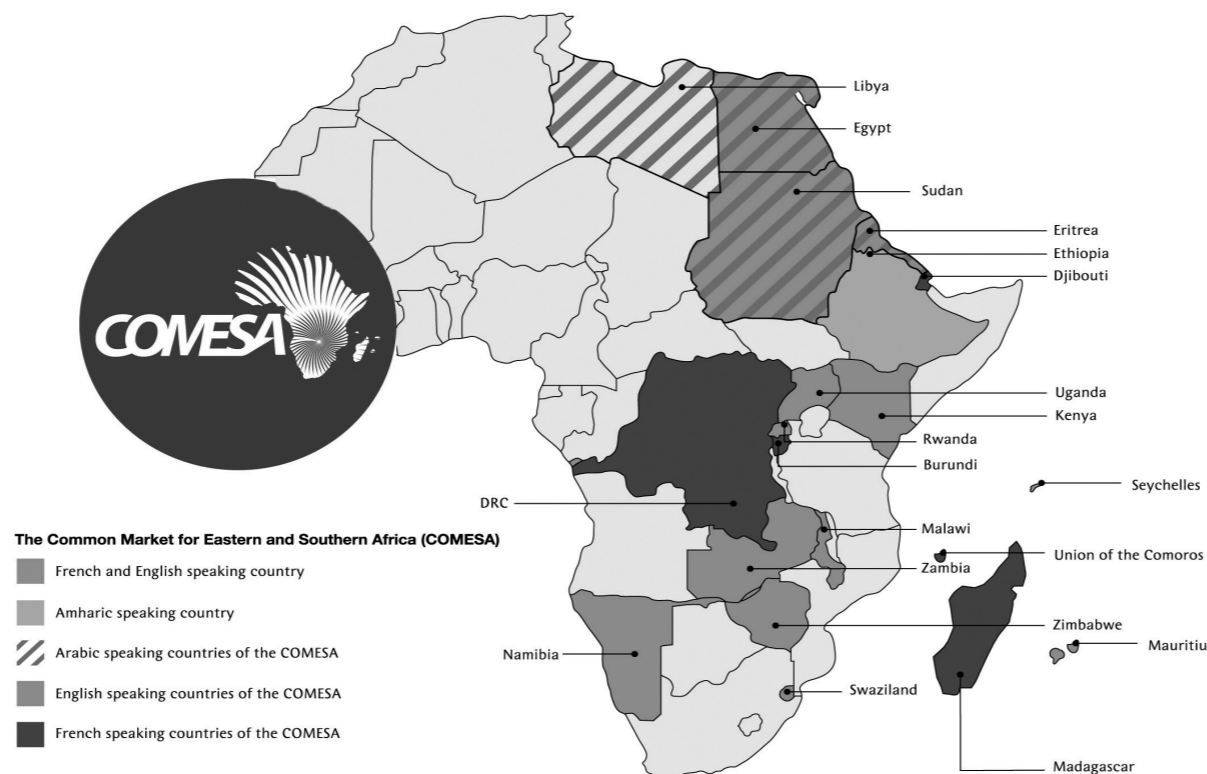 Libya
Egypt
Sudan
Eritrea
Ethiopia
Djibouti
COMESA
Uganda
Kenya
Rwanda
Burundi
Seychelles
DRC
Malawi
The Common Market for Eastern and Southern Africa (COMESA)
Union of the Comoros
French and English speaking country
Zambia
Amharic speaking country
Zimbabwe
Mauritiu
Arabic speaking countries of the COMESA
Namibia
Swaziland
English speaking countries of the COMESA
French speaking countries of the COMESA
Madagascar